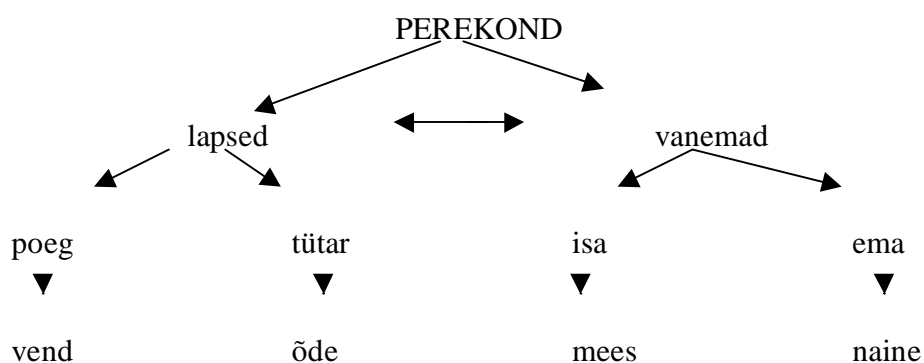 PEREKOND
lapsed vanemad
poeg tütar isa ema
vend õde mees naine